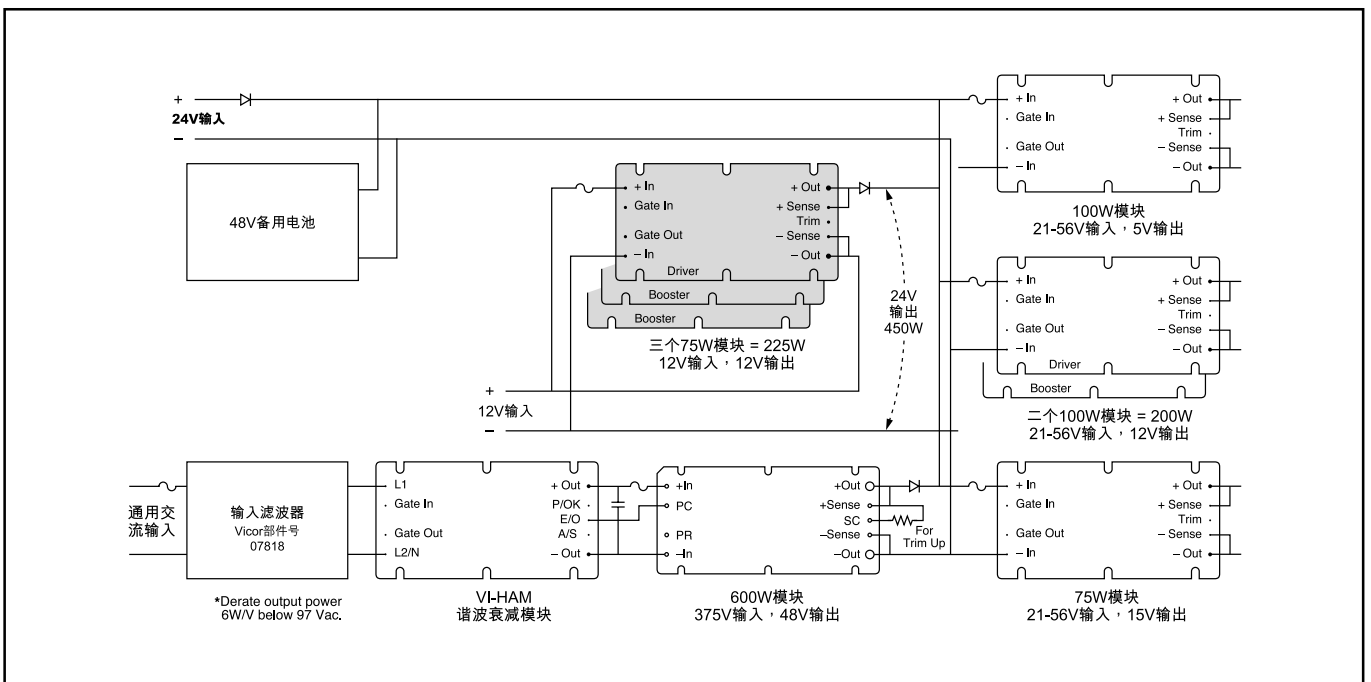 +
24V输入
−
48V备用电池
+ In
Gate In
Gate Out
− In
+ Out
+ Sense
Trim
− Sense
− Out
Driver
Booster
Booster
三个75W模块 = 225W
12V输入，12V输出
24V
输出
450W
+
12V输入
−
+ In
Gate In
Gate Out
− In
+ Out
+ Sense
Trim
− Sense
− Out
100W模块
21-56V输入，5V输出
+ In
Gate In
Gate Out
− In
+ Out
+ Sense
Trim
− Sense
− Out
Driver
Booster
二个100W模块 = 200W
21-56V输入，12V输出
通用交
流输入
输入滤波器
Vicor部件号
07818
*Derate output power
6W/V below 97 Vac.
L1
Gate In
Gate Out
L2/N
+ Out
P/OK
E/O
A/S
− Out
VI-HAM
谐波衰减模块
+In
PC
PR
−In
+Out
+Sense
SC
−Sense
−Out
For
Trim Up
600W模块
375V输入，48V输出
+ In
Gate In
Gate Out
− In
+ Out
+ Sense
Trim
− Sense
− Out
75W模块
21-56V输入，15V输出